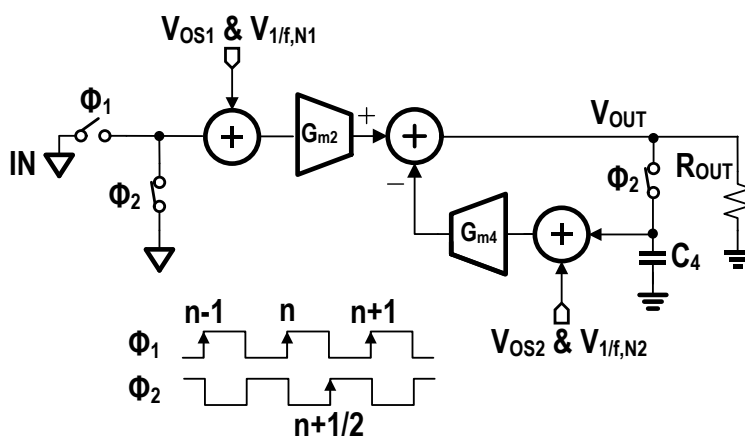 V_OS1 & V_1/f,N1
Φ1
IN
Φ2
+
G_m2
+
+
−
V_OUT
Φ2
R_OUT
G_m4
+
C_4
V_OS2 & V_1/f,N2
n-1 n n+1
Φ1
Φ2
n+1/2